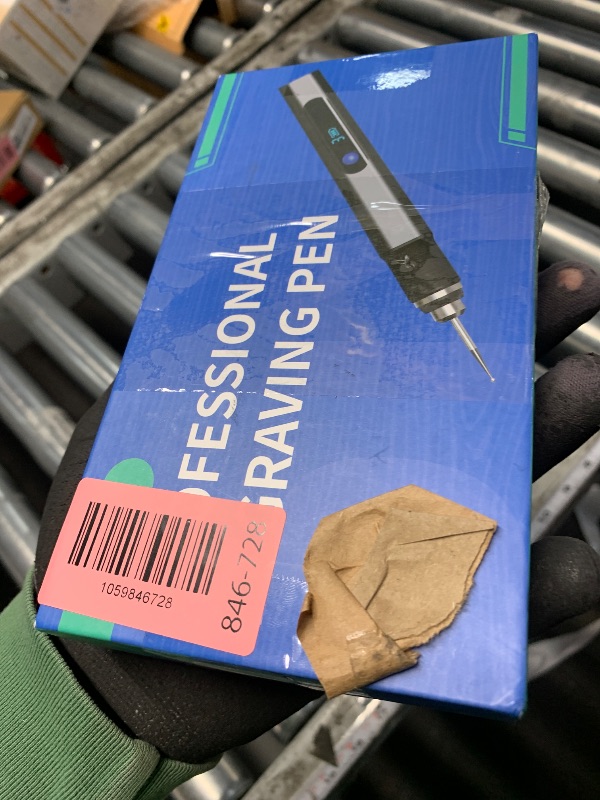 OFESSIONAL
GRAVING PEN
1059846728
846-728